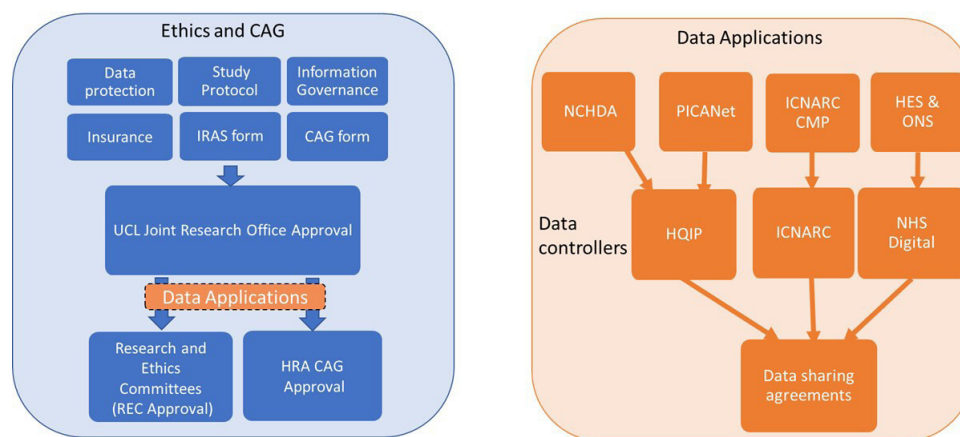 Ethics and CAG
Data
protection
Study
Protocol
Information
Governance
Insurance
IRAS form
CAG form
UCL Joint Research Office Approval
Data Applications
Research and
Ethics
Committees
(REC Approval)
HRA CAG
Approval
Data Applications
NCHDA
PICANet
ICNARC
CMP
HES &
ONS
Data
controllers
HQIP
ICNARC
NHS
Digital
Data sharing
agreements